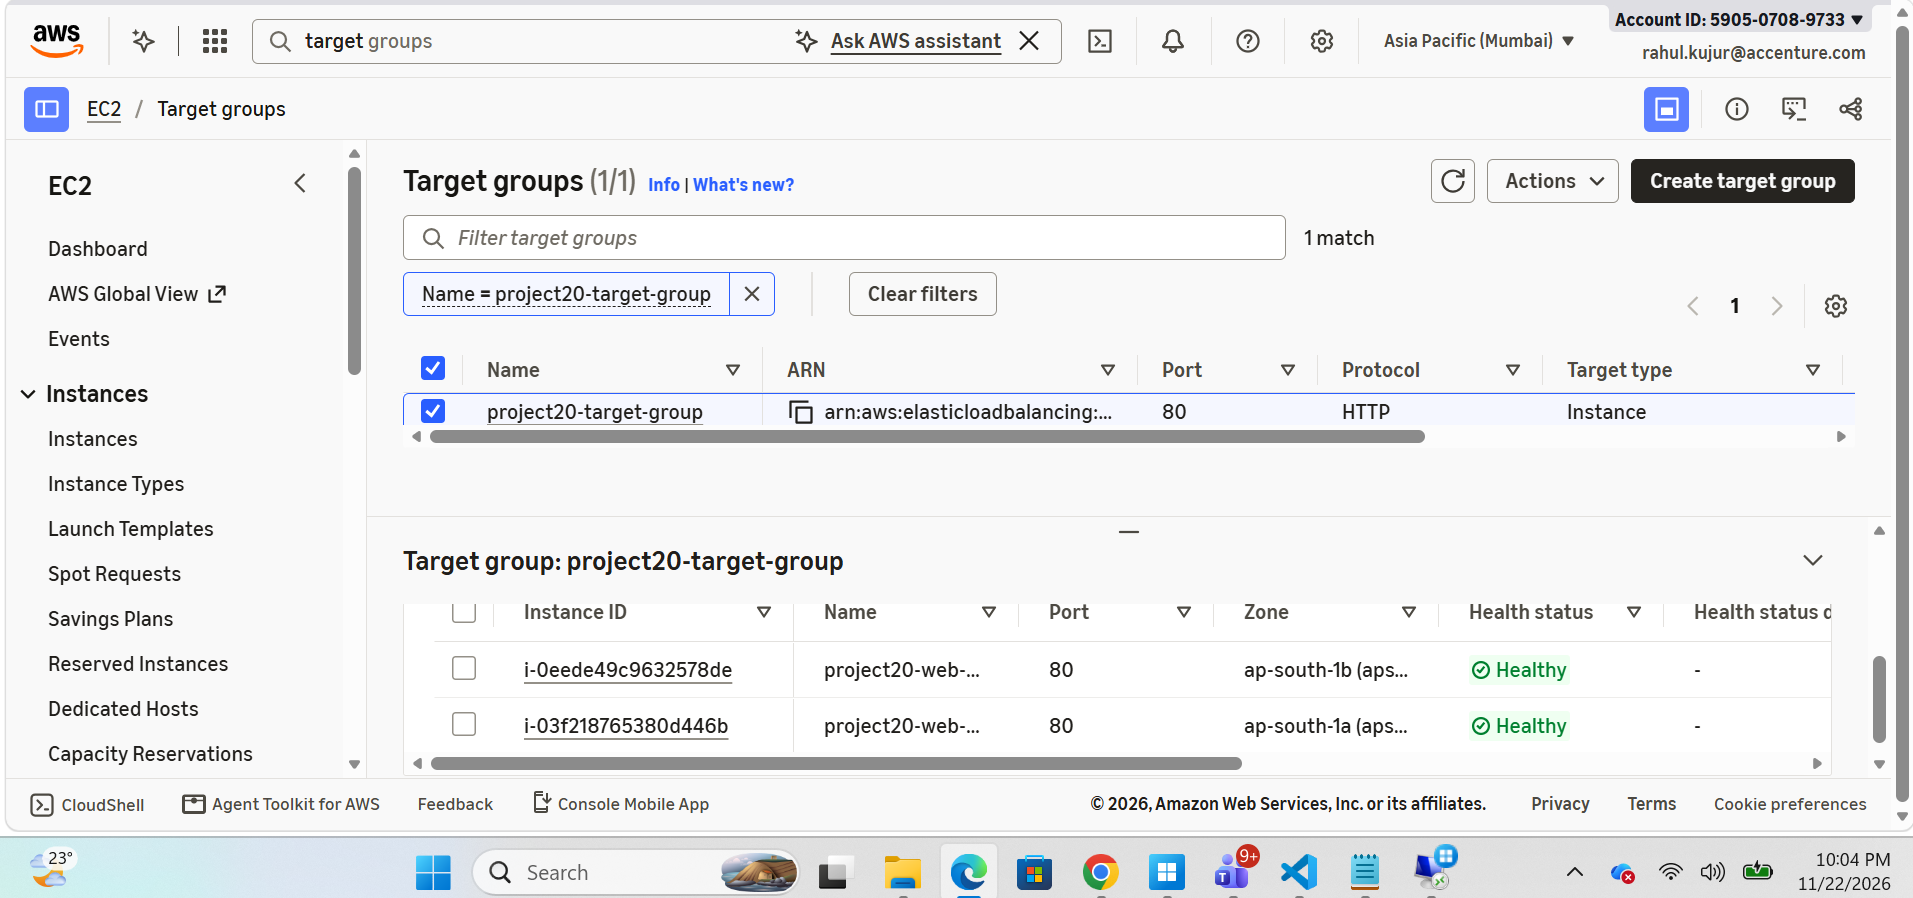 aws
target groups
Ask AWS assistant
Asia Pacific (Mumbai)
Account ID: 5905-0708-9733
rahul.kujur@accenture.com
EC2 / Target groups
EC2
Dashboard
AWS Global View
Events
Instances
Instances
Instance Types
Launch Templates
Spot Requests
Savings Plans
Reserved Instances
Dedicated Hosts
Capacity Reservations
Target groups (1/1) Info | What's new?
Actions
Create target group
Filter target groups
1 match
Name = project20-target-group
Clear filters
1
Name ARN Port Protocol Target type
project20-target-group arn:aws:elasticloadbalancing:... 80 HTTP Instance
Target group: project20-target-group
Instance ID Name Port Zone Health status Health status d
i-0eede49c9632578de project20-web-... 80 ap-south-1b (aps... Healthy -
i-03f218765380d446b project20-web-... 80 ap-south-1a (aps... Healthy -
CloudShell Agent Toolkit for AWS Feedback Console Mobile App © 2026, Amazon Web Services, Inc. or its affiliates. Privacy Terms Cookie preferences
23°
Search
9+
T
10:04 PM
11/22/2026